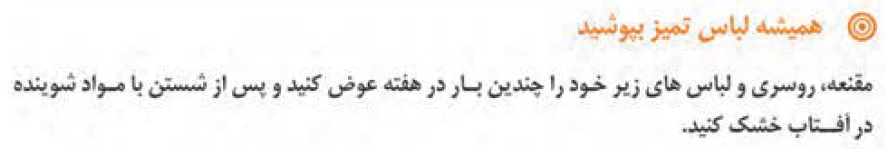 همیشه لباس تمیز بپوشید
مقنعه، روسری و لباس های زیر خود را چندین بار در هفته عوض کنید و پس از شستن با مواد شوینده
در آفتاب خشک کنید.